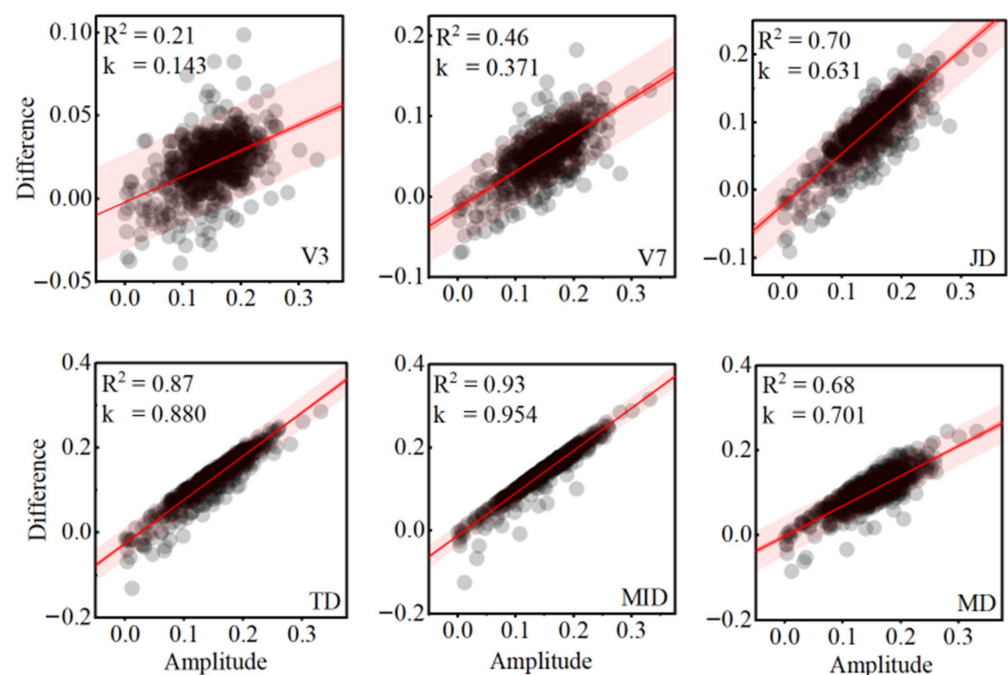 R² = 0.21
k = 0.143
0.10
0.05
0.00
−0.05
0.0 0.1 0.2 0.3
Difference
V3
R² = 0.46
k = 0.371
0.2
0.1
0.0
−0.1
0.0 0.1 0.2 0.3
V7
R² = 0.70
k = 0.631
0.2
0.1
0.0
−0.1
0.0 0.1 0.2 0.3
JD
R² = 0.87
k = 0.880
0.4
0.2
0.0
−0.2
0.0 0.1 0.2 0.3
Difference
TD
Amplitude
R² = 0.93
k = 0.954
0.4
0.2
0.0
−0.2
0.0 0.1 0.2 0.3
MID
Amplitude
R² = 0.68
k = 0.701
0.4
0.2
0.0
−0.2
0.0 0.1 0.2 0.3
MD
Amplitude